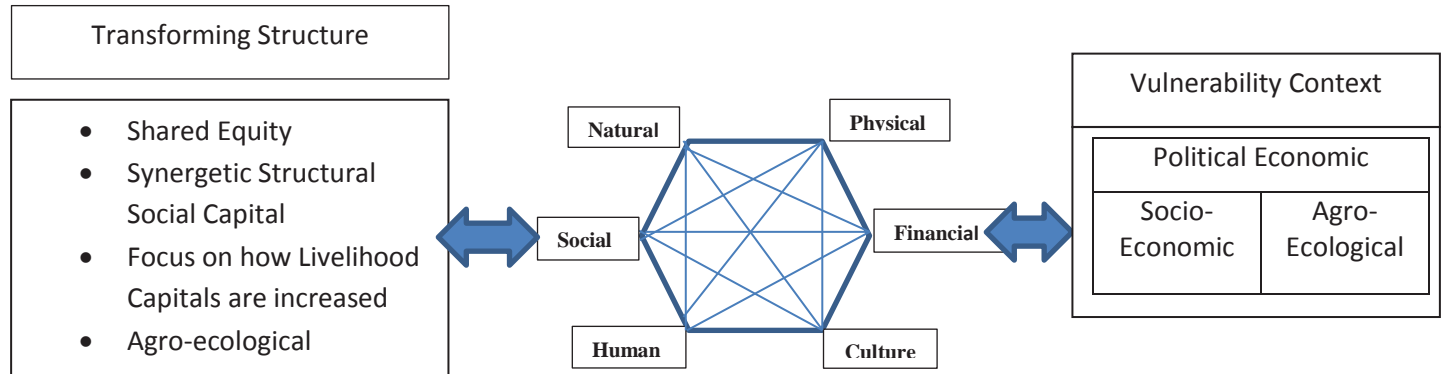 Transforming Structure
• Shared Equity
• Synergetic Structural
Social Capital
• Focus on how Livelihood
Capitals are increased
• Agro-ecological
Natural
Physical
Social
Financial
Human
Culture
Vulnerability Context
Political Economic
Socio-
Economic
Agro-
Ecological